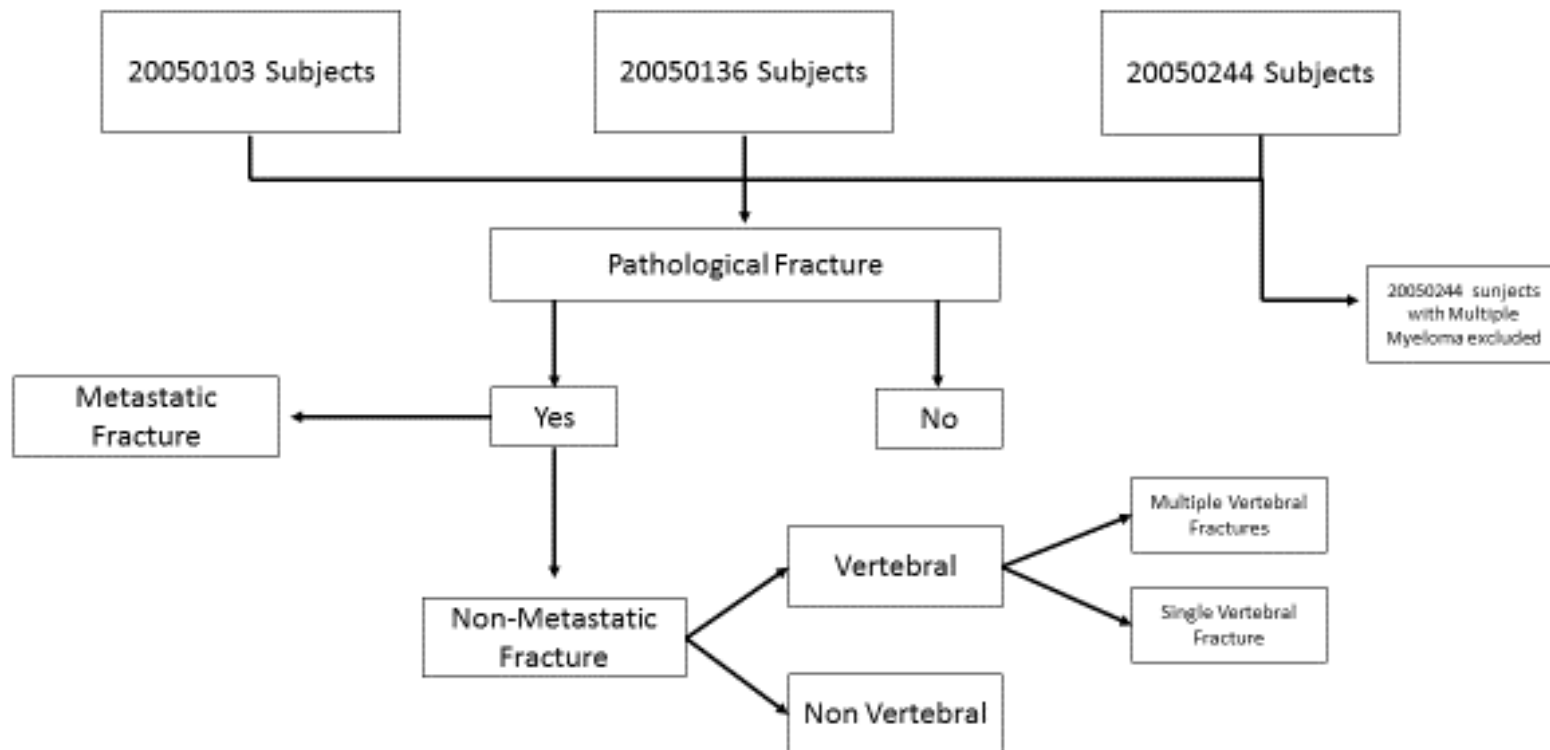 20050103 Subjects
20050136 Subjects
20050244 Subjects
Pathological Fracture
20050244 sunjects
with Multiple
Myeloma excluded
Metastatic
Fracture
Yes
No
Multiple Vertebral
Fractures
Vertebral
Non-Metastatic
Fracture
Single Vertebral
Fracture
Non Vertebral